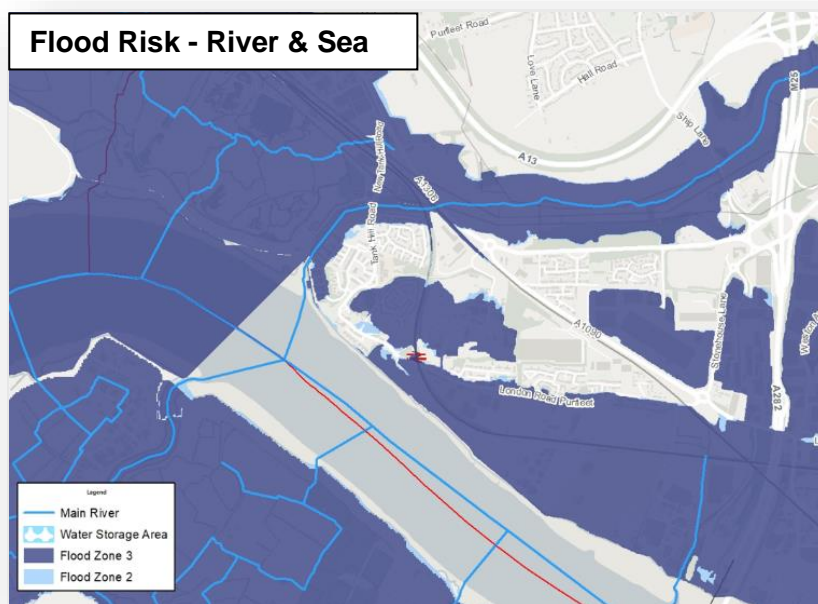 Flood Risk - River & Sea
Purfleet Road
Love Lane
Hall Road
Ship Lane
M25
A13
New Tank Hill Road
A1306
Tank Hill Road
A1090
Stonehouse Lane
London Road Purfleet
A282
Legend
Main River
Water Storage Area
Flood Zone 3
Flood Zone 2